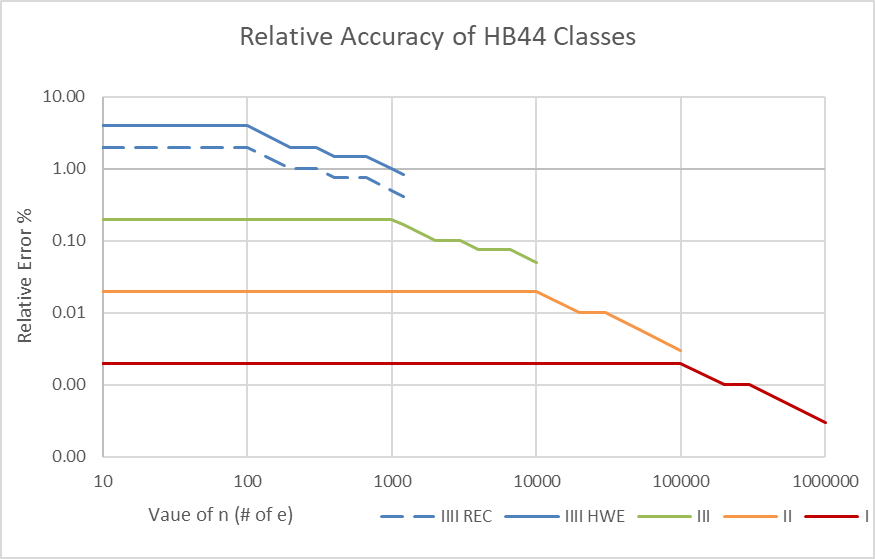 Relative Accuracy of HB44 Classes
10.00
1.00
0.10
0.01
0.00
0.00
Relative Error %
10 100 1000 10000 100000 1000000
Vaue of n (# of e)
IIII REC IIII HWE III II I